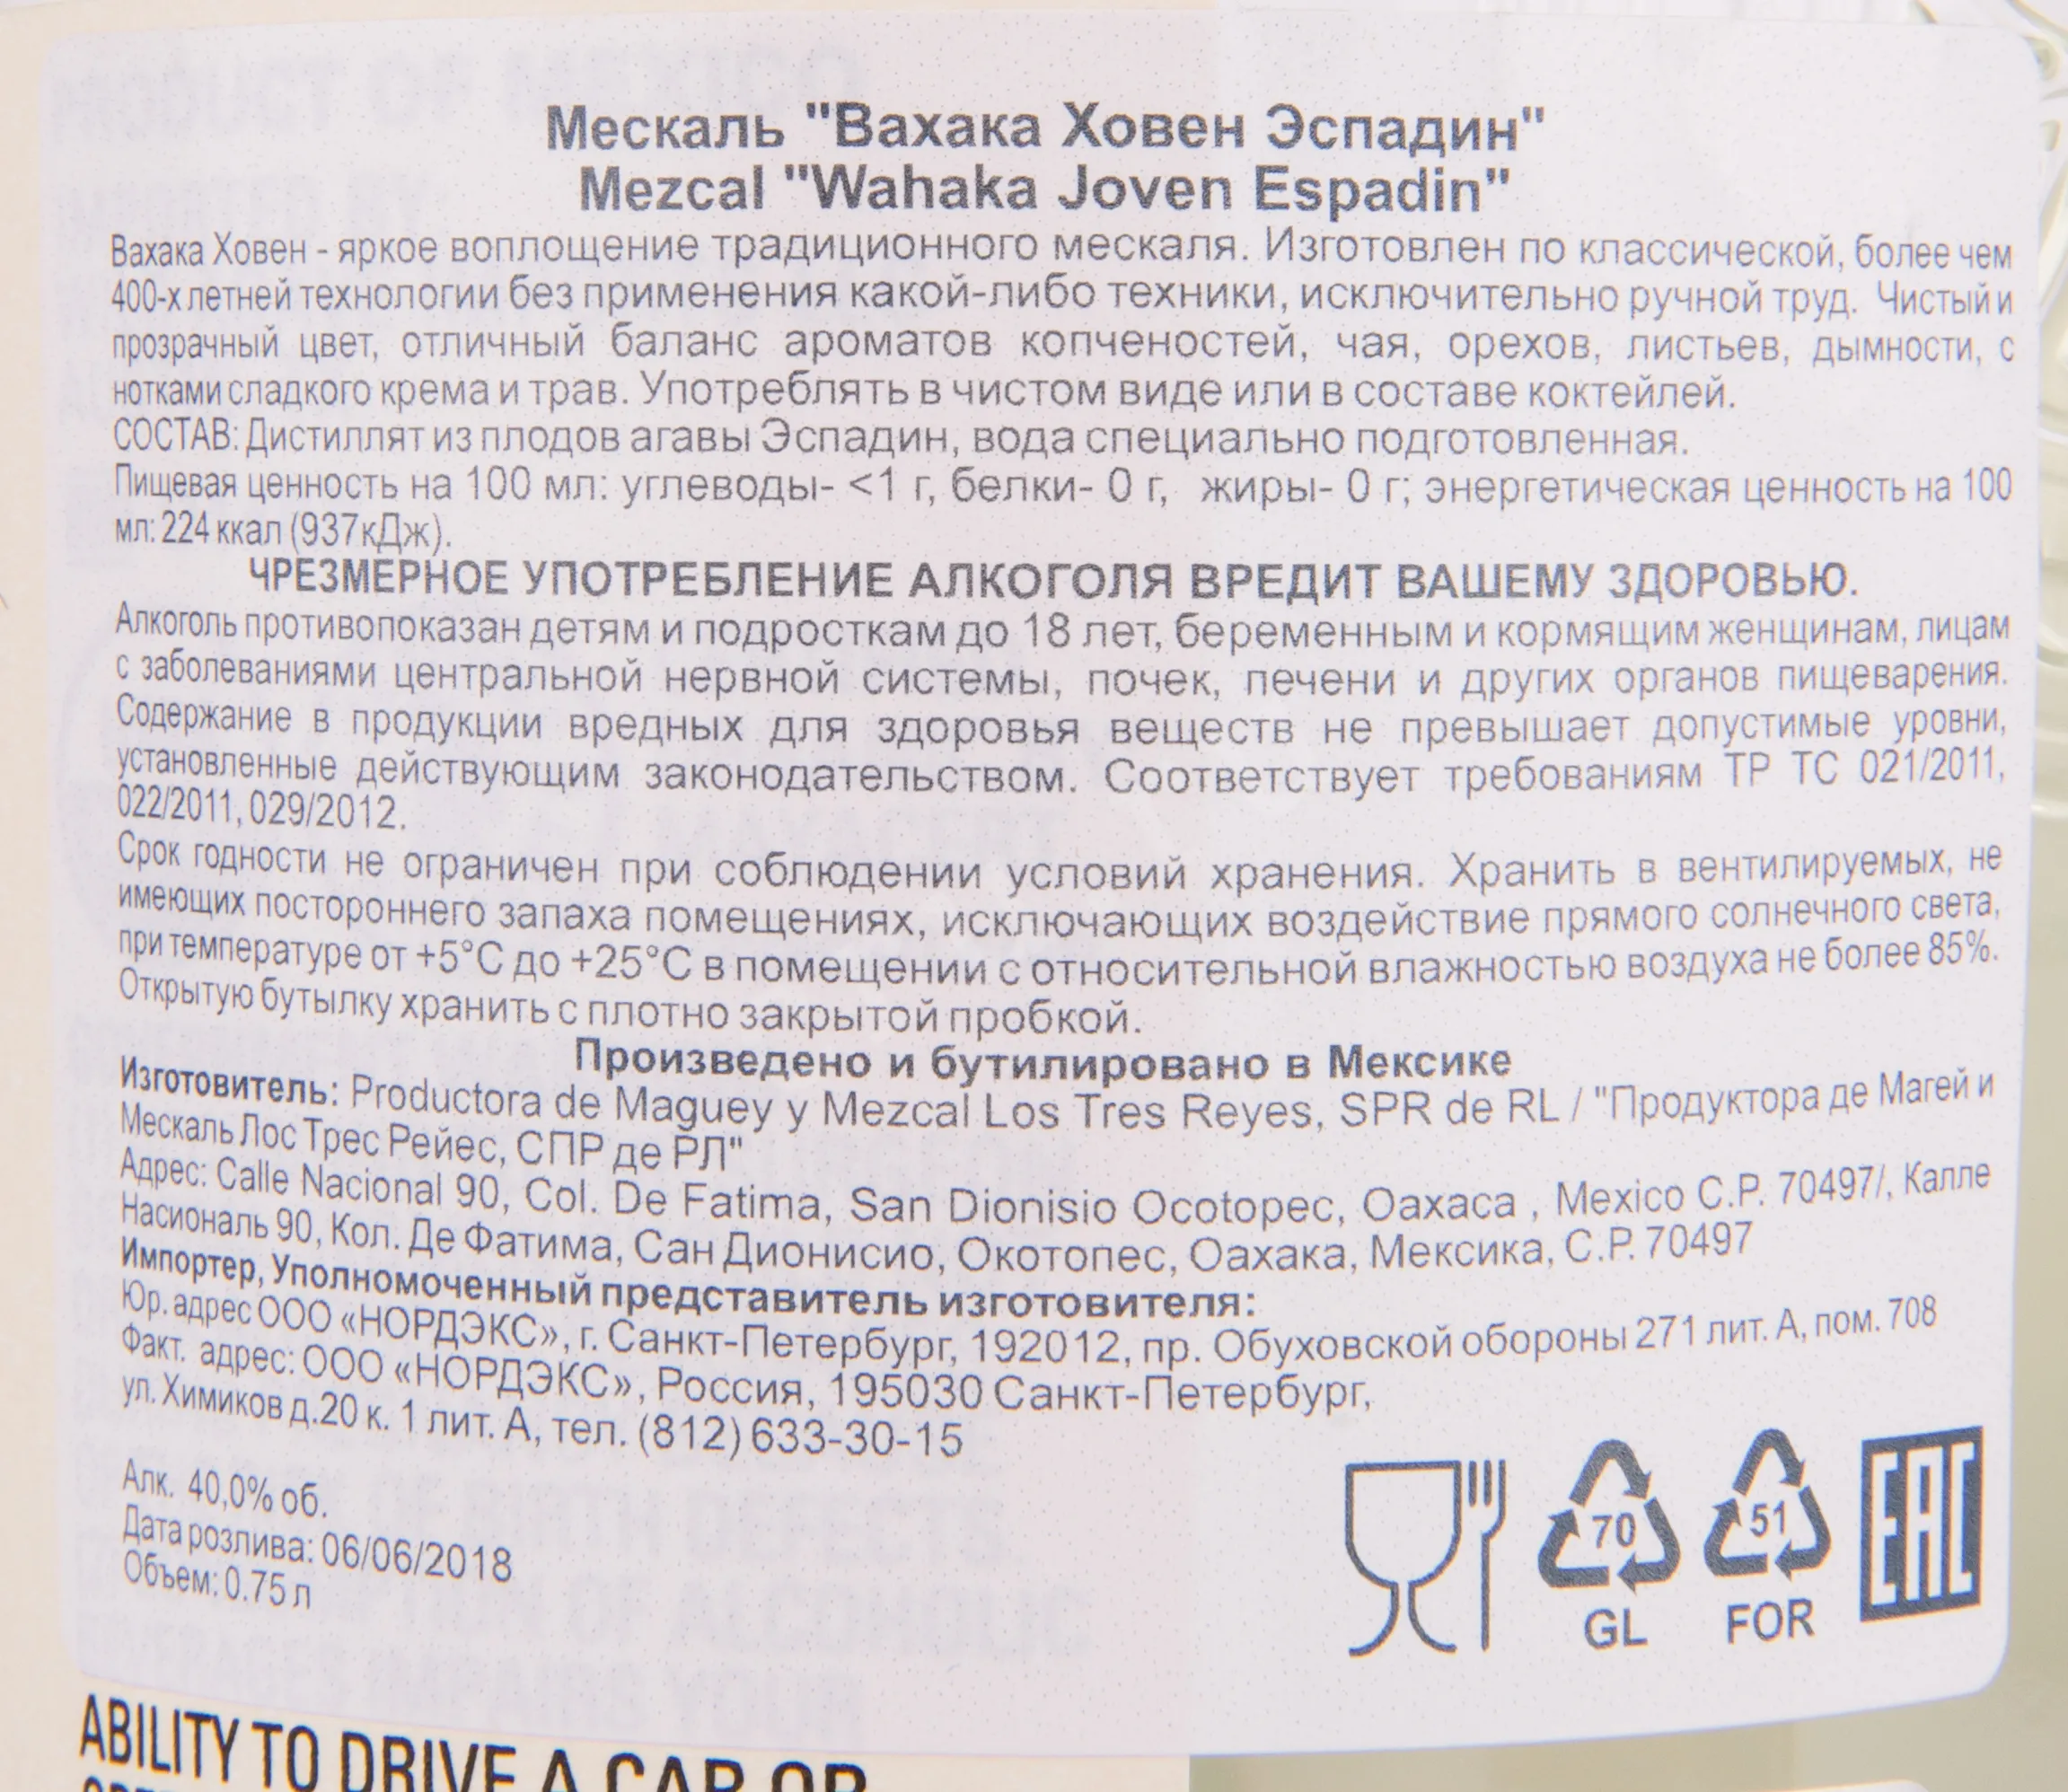 Мескаль "Вахака Ховен Эспадин"
Mezcal "Wahaka Joven Espadin"
Вахака Ховен - яркое воплощение традиционного мескаля. Изготовлен по классической, более чем
400-х летней технологии без применения какой-либо техники, исключительно ручной труд. Чистый и
прозрачный цвет, отличный баланс ароматов копченостей, чая, орехов, листьев, дымности, с
нотками сладкого крема и трав. Употреблять в чистом виде или в составе коктейлей.
СОСТАВ: Дистиллят из плодов агавы Эспадин, вода специально подготовленная.
Пищевая ценность на 100 мл: углеводы- <1 г, белки- 0 г, жиры- 0 г; энергетическая ценность на 100
мл: 224 ккал (937кДж).
ЧРЕЗМЕРНОЕ УПОТРЕБЛЕНИЕ АЛКОГОЛЯ ВРЕДИТ ВАШЕМУ ЗДОРОВЬЮ.
Алкоголь противопоказан детям и подросткам до 18 лет, беременным и кормящим женщинам, лицам
с заболеваниями центральной нервной системы, почек, печени и других органов пищеварения.
Содержание в продукции вредных для здоровья веществ не превышает допустимые уровни,
установленные действующим законодательством. Соответствует требованиям ТР ТС 021/2011,
022/2011, 029/2012.
Срок годности не ограничен при соблюдении условий хранения. Хранить в вентилируемых, не
имеющих постороннего запаха помещениях, исключающих воздействие прямого солнечного света,
при температуре от +5°С до +25°С в помещении с относительной влажностью воздуха не более 85%.
Открытую бутылку хранить с плотно закрытой пробкой.
Произведено и бутилировано в Мексике
Изготовитель: Productora de Maguey y Mezcal Los Tres Reyes, SPR de RL / "Продуктора де Магей и
Мескаль Лос Трес Рейес, СПР де РЛ"
Адрес: Calle Nacional 90, Col. De Fatima, San Dionisio Ocotopec, Oaxaca , Mexico C.P. 70497/, Калле
Насиональ 90, Кол. Де Фатима, Сан Дионисио, Окотопес, Оахака, Мексика, С.Р. 70497
Импортер, Уполномоченный представитель изготовителя:
Юр. адрес ООО «НОРДЭКС», г. Санкт-Петербург, 192012, пр. Обуховской обороны 271 лит. А, пом. 708
Факт. адрес: ООО «НОРДЭКС», Россия, 195030 Санкт-Петербург,
ул. Химиков д.20 к. 1 лит. А, тел. (812) 633-30-15
Алк. 40,0% об.
Дата розлива: 06/06/2018
Объем: 0.75 л
70
GL
51
FOR
EAC
ABILITY TO DRIVE A CAR OR